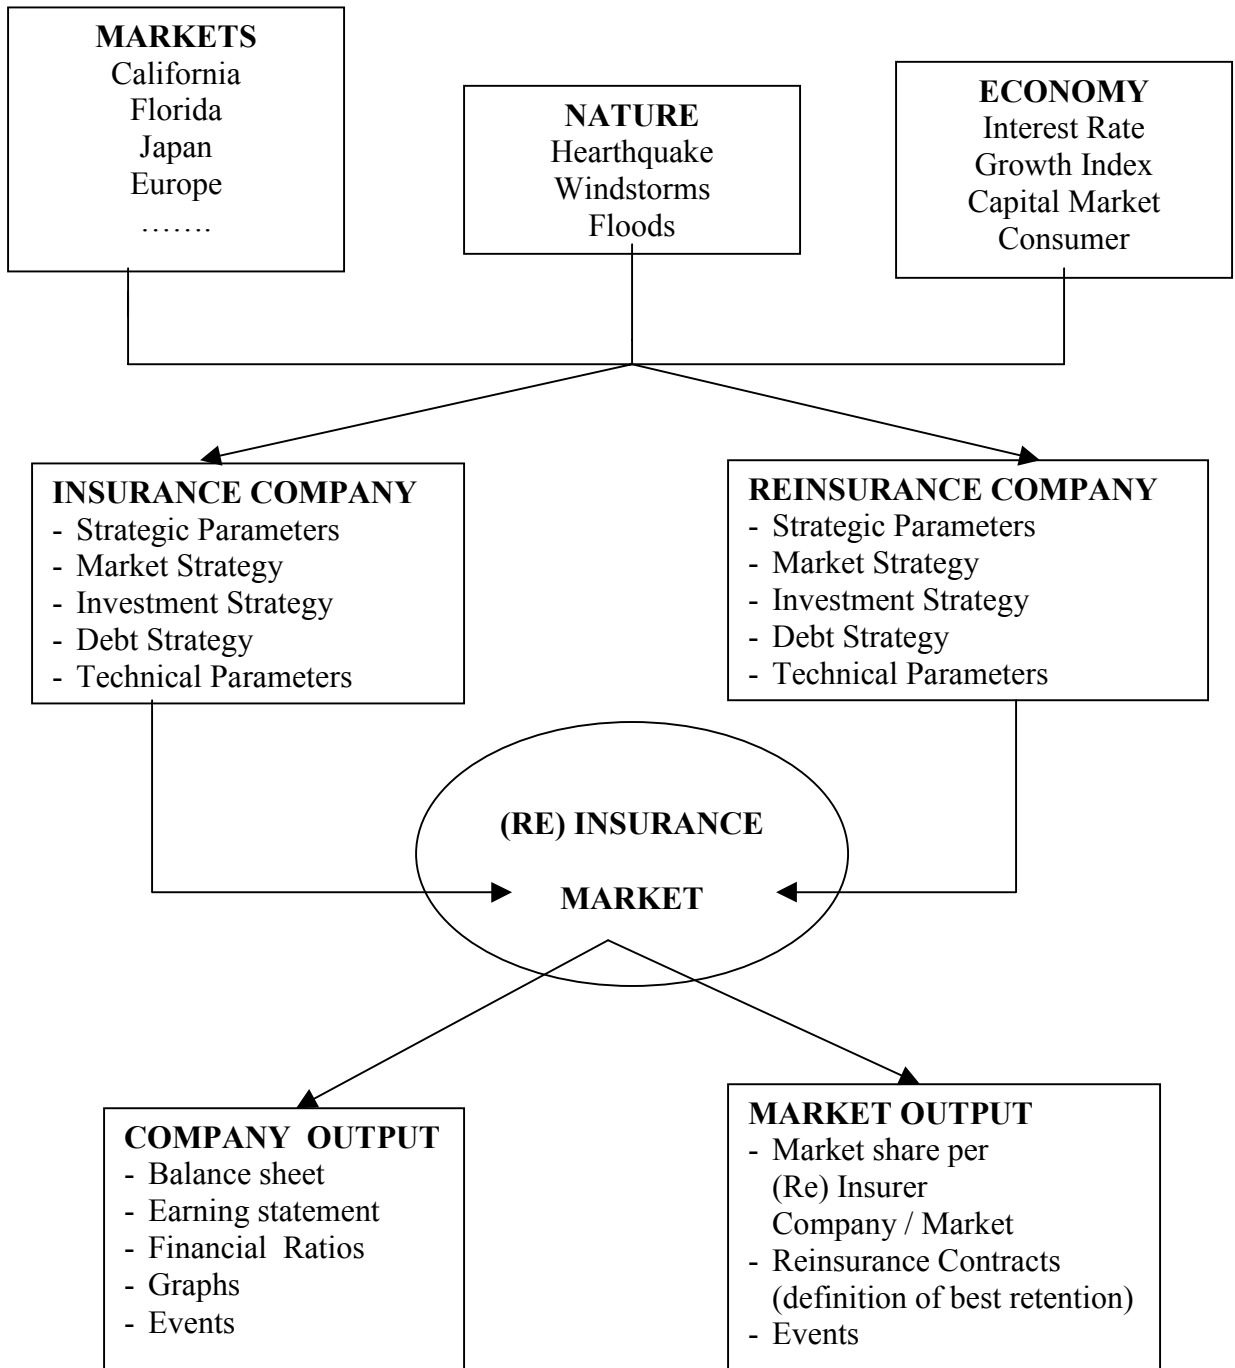 MARKETS
California
Florida
Japan
Europe
…….
NATURE
Hearthquake
Windstorms
Floods
ECONOMY
Interest Rate
Growth Index
Capital Market
Consumer
INSURANCE COMPANY
- Strategic Parameters
- Market Strategy
- Investment Strategy
- Debt Strategy
- Technical Parameters
REINSURANCE COMPANY
- Strategic Parameters
- Market Strategy
- Investment Strategy
- Debt Strategy
- Technical Parameters
(RE) INSURANCE
MARKET
COMPANY OUTPUT
- Balance sheet
- Earning statement
- Financial Ratios
- Graphs
- Events
MARKET OUTPUT
- Market share per
(Re) Insurer
Company / Market
- Reinsurance Contracts
(definition of best retention)
- Events